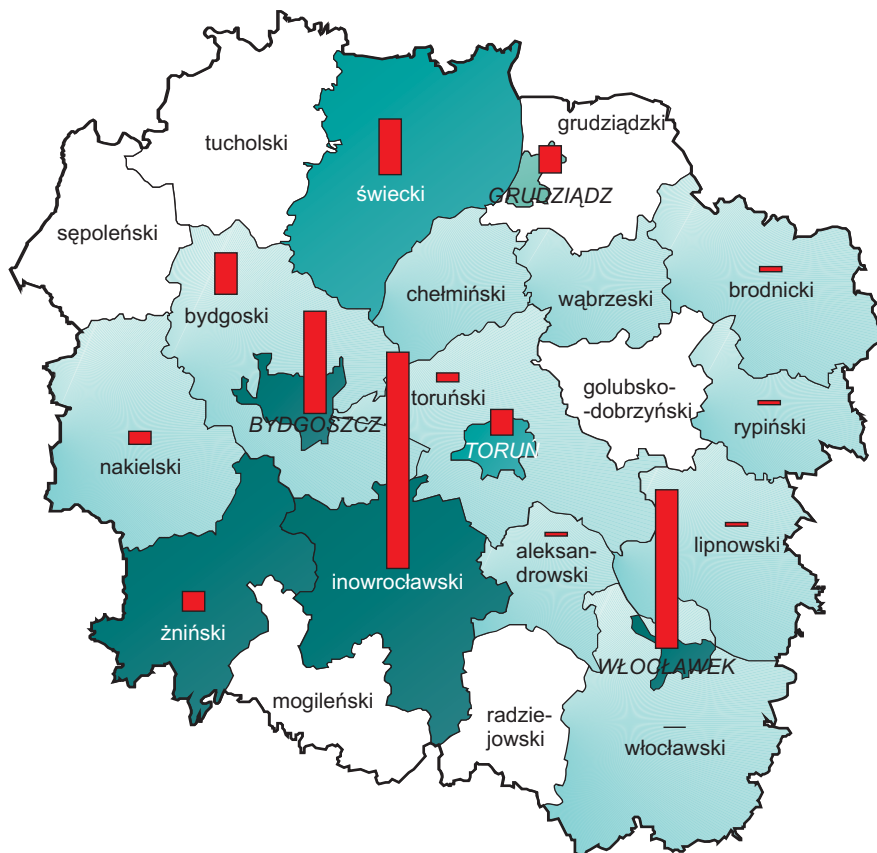 grudziądzki
tucholski
świecki
GRUDZIĄDZ
sępoleński
chełmiński
wąbrzeski
brodnicki
bydgoski
toruński
golubsko-
-dobrzyński
BYDGOSZCZ
rypiński
TORUŃ
nakielski
aleksan-
drowski
lipnowski
inowrocławski
żniński
WŁOCŁAWEK
mogileński
radzie-
jowski
włocławski